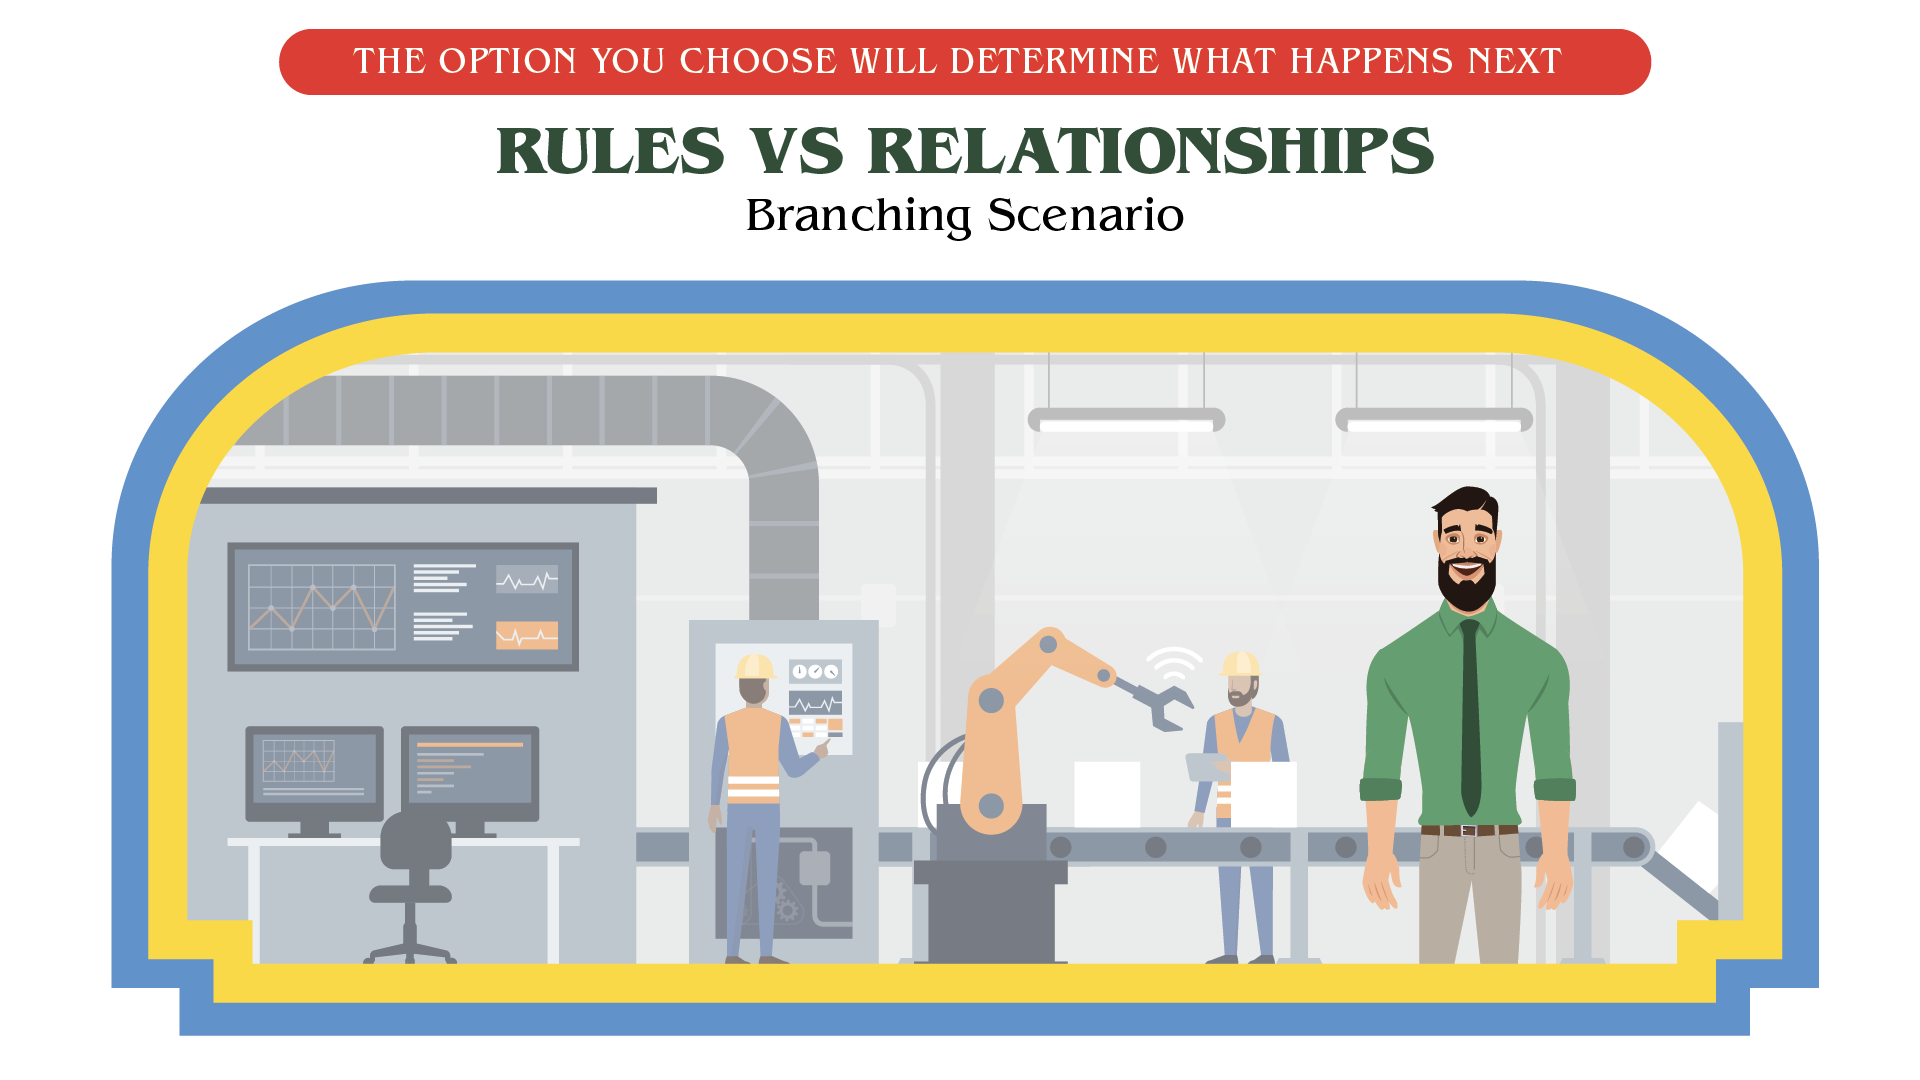 THE OPTION YOU CHOOSE WILL DETERMINE WHAT HAPPENS NEXT
RULES VS RELATIONSHIPS
Branching Scenario